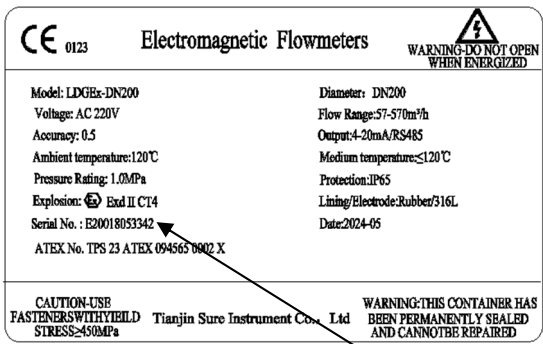 CE 0123
Electromagnetic Flowmeters
WARNING-DO NOT OPEN
WHEN ENERGIZED
Model: LDGEx-DN200
Diameter: DN200
Voltage: AC 220V
Flow Range:57-570m³/h
Accuracy: 0.5
Output:4-20mA/RS485
Ambient temperature:120℃
Medium temperature:≤120℃
Pressure Rating: 1.0MPa
Protection:IP65
Explosion: Ex Exd II CT4
Lining/Electrode:Rubber/316L
Serial No. : E20018053342
Date:2024-05
ATEX No. TPS 23 ATEX 094565 0002 X
CAUTION-USE
FASTENERSWITHYIEILD
STRESS≥450MPa
Tianjin Sure Instrument Co., Ltd
WARNING:THIS CONTAINER HAS
BEEN PERMANENTLY SEALED
AND CANNOTBE REPAIRED